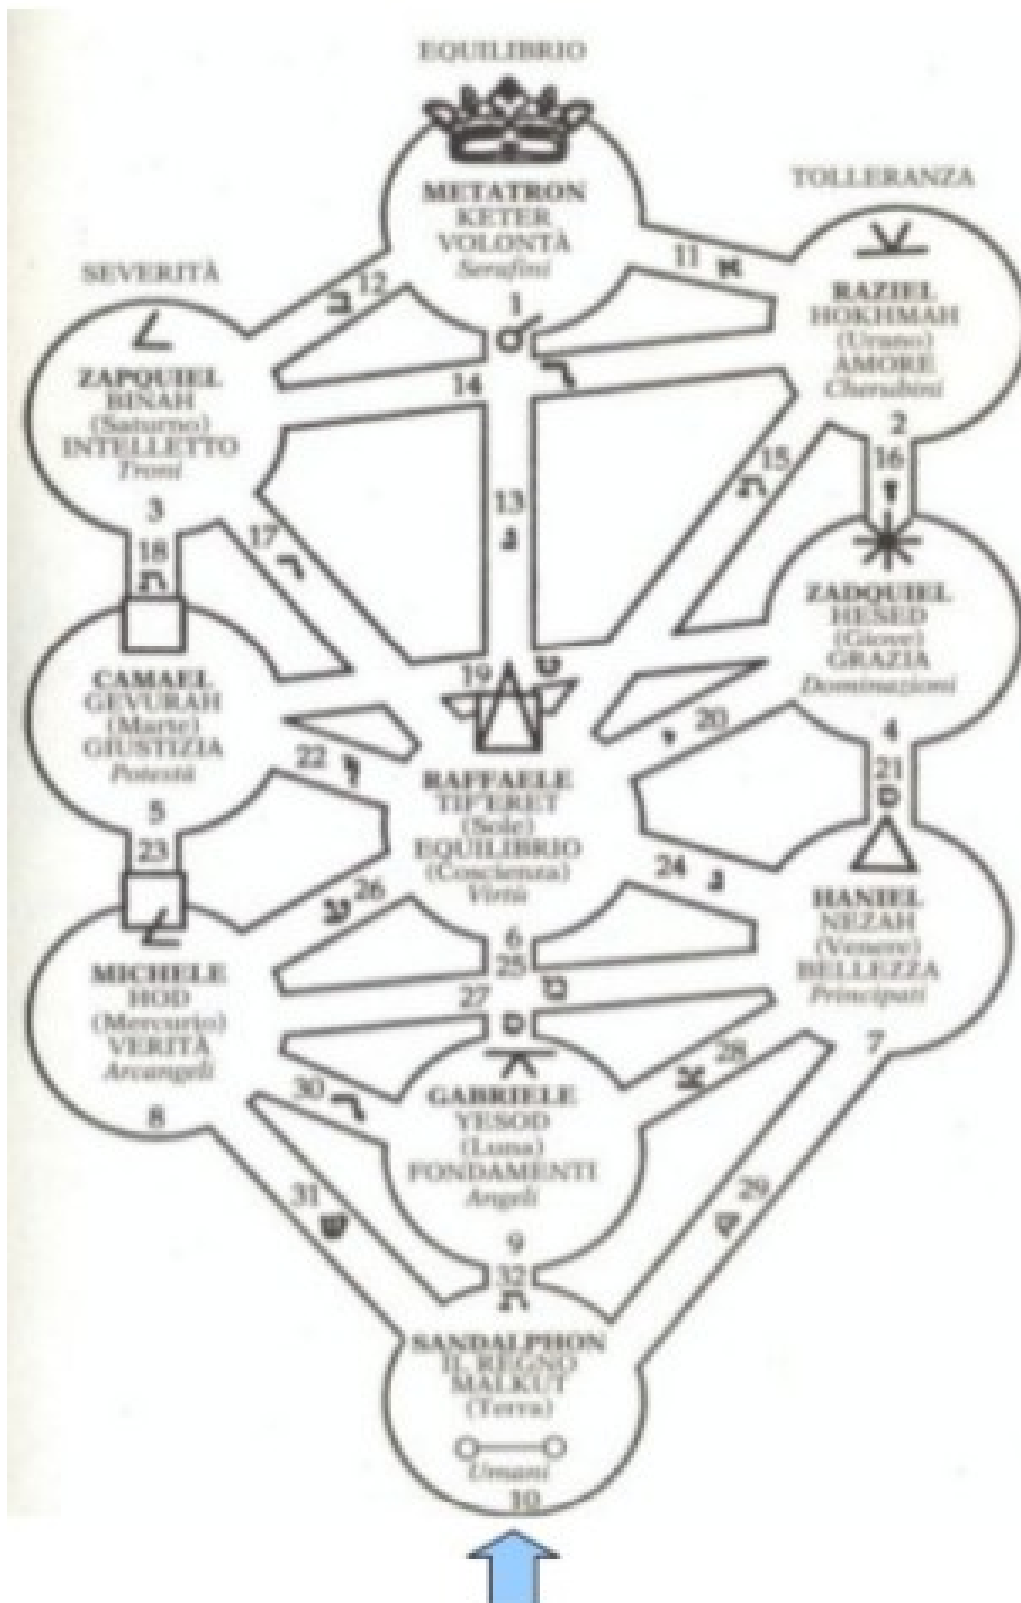 EQUILIBRIO
METATRON
KETER
VOLONTÀ
Serafini
1
TOLLERANZA
RAZIEL
HOKHMAH
(Urano)
AMORE
Cherubini
2
SEVERITÀ
ZAPQUIEL
BINAH
(Saturno)
INTELLETTO
Troni
3
11 א
12 ב
14
13 ג
15 ה
16 ו
17
18 ח
ZADQUIEL
HESED
(Giove)
GRAZIA
Dominazioni
4
CAMAEL
GEVURAH
(Marte)
GIUSTIZIA
Potestà
5
19 ט
20 י
21
22
23
RAFFAELE
TIF'ERET
(Sole)
EQUILIBRIO
(Coscienza)
Virtù
6
24 נ
25
26 ע
27
HANIEL
NEZAH
(Venere)
BELLEZZA
Principati
7
MICHELE
HOD
(Mercurio)
VERITÀ
Arcangeli
8
28 צ
29 ק
30 ר
31 ש
GABRIELE
YESOD
(Luna)
FONDAMENTI
Angeli
9
32 ת
SANDALPHON
IL REGNO
MALKUT
(Terra)
Umani
10